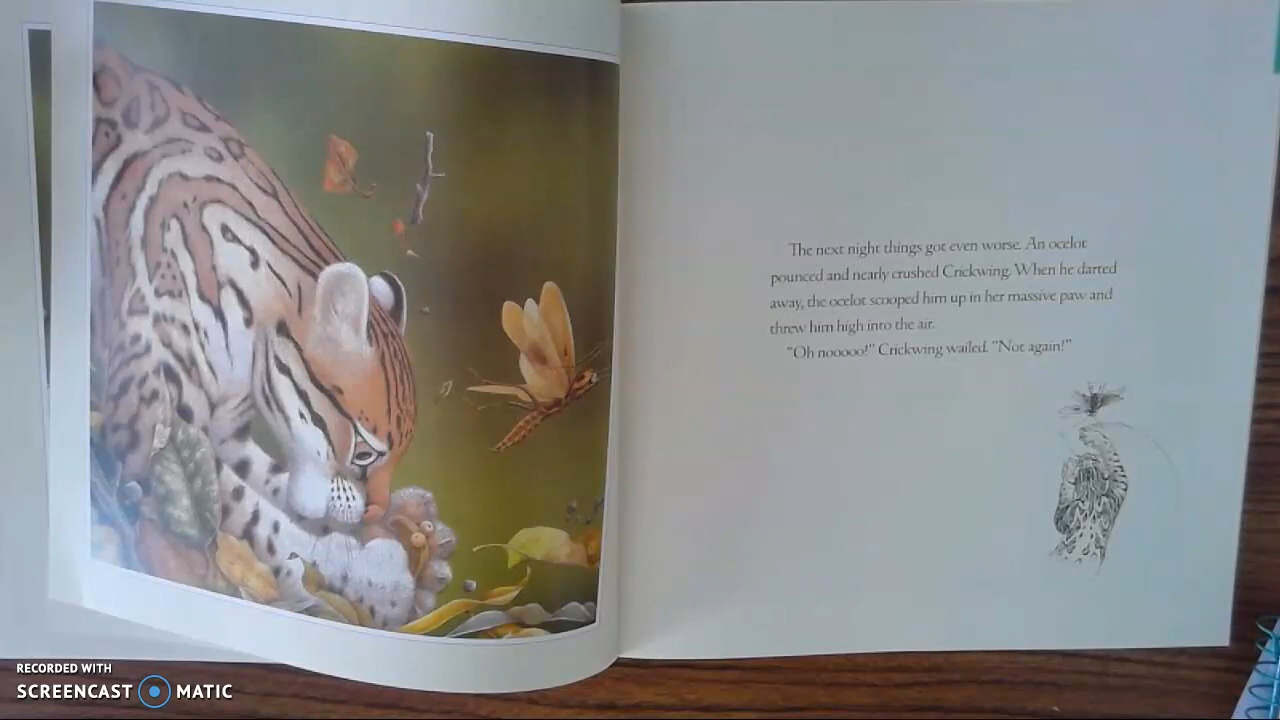 The next night things got even worse. An ocelot
pounced and nearly crushed Crickwing. When he darted
away, the ocelot scooped him up in her massive paw and
threw him high into the air.
"Oh nooooo!" Crickwing wailed. "Not again!"
RECORDED WITH
SCREENCAST MATIC